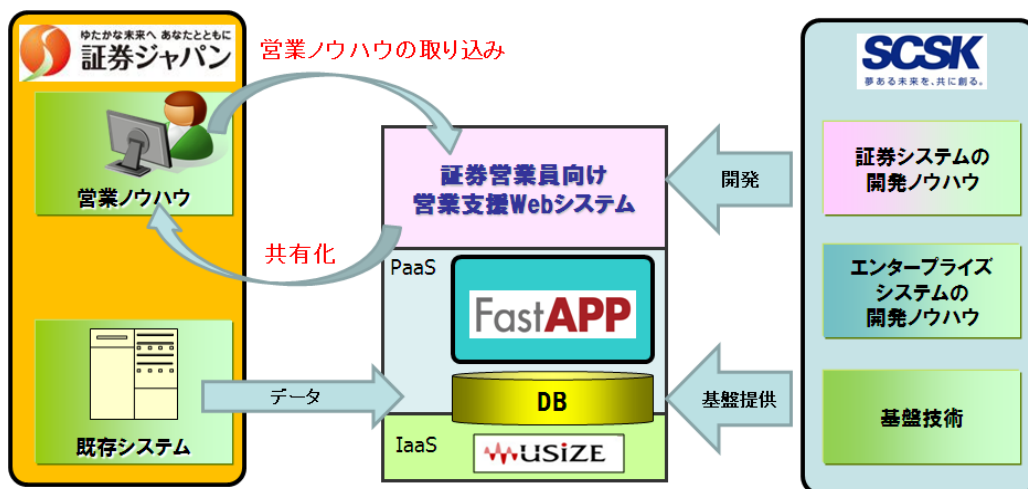 ゆたかな未来へ あなたとともに
証券ジャパン
営業ノウハウ
既存システム
営業ノウハウの取り込み
共有化
データ
証券営業員向け
営業支援Webシステム
PaaS
FastAPP
DB
IaaS
USiZE
開発
基盤提供
SCSK
夢ある未来を、共に創る。
証券システムの
開発ノウハウ
エンタープライズ
システムの
開発ノウハウ
基盤技術